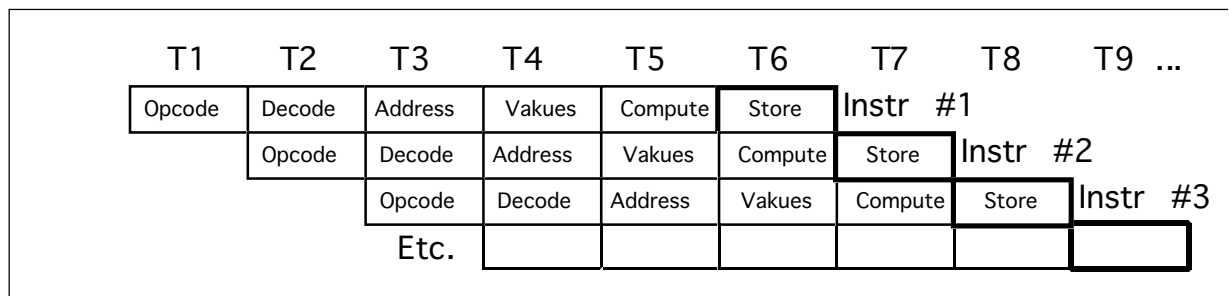 T1 T2 T3 T4 T5 T6 T7 T8 T9 ...
Opcode Decode Address Vakues Compute Store Instr #1
Opcode Decode Address Vakues Compute Store Instr #2
Opcode Decode Address Vakues Compute Store Instr #3
Etc.